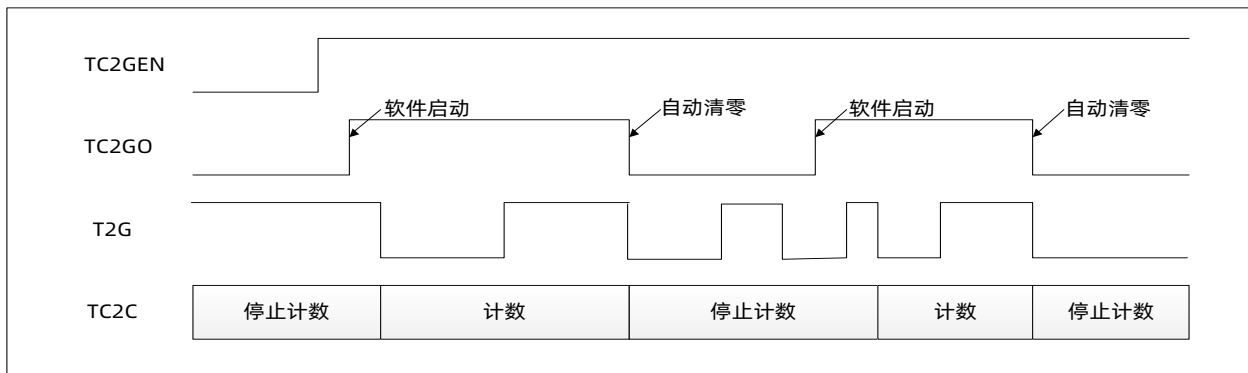 TC2GEN
软件启动 自动清零 软件启动 自动清零
TC2GO
T2G
TC2C 停止计数 计数 停止计数 计数 停止计数